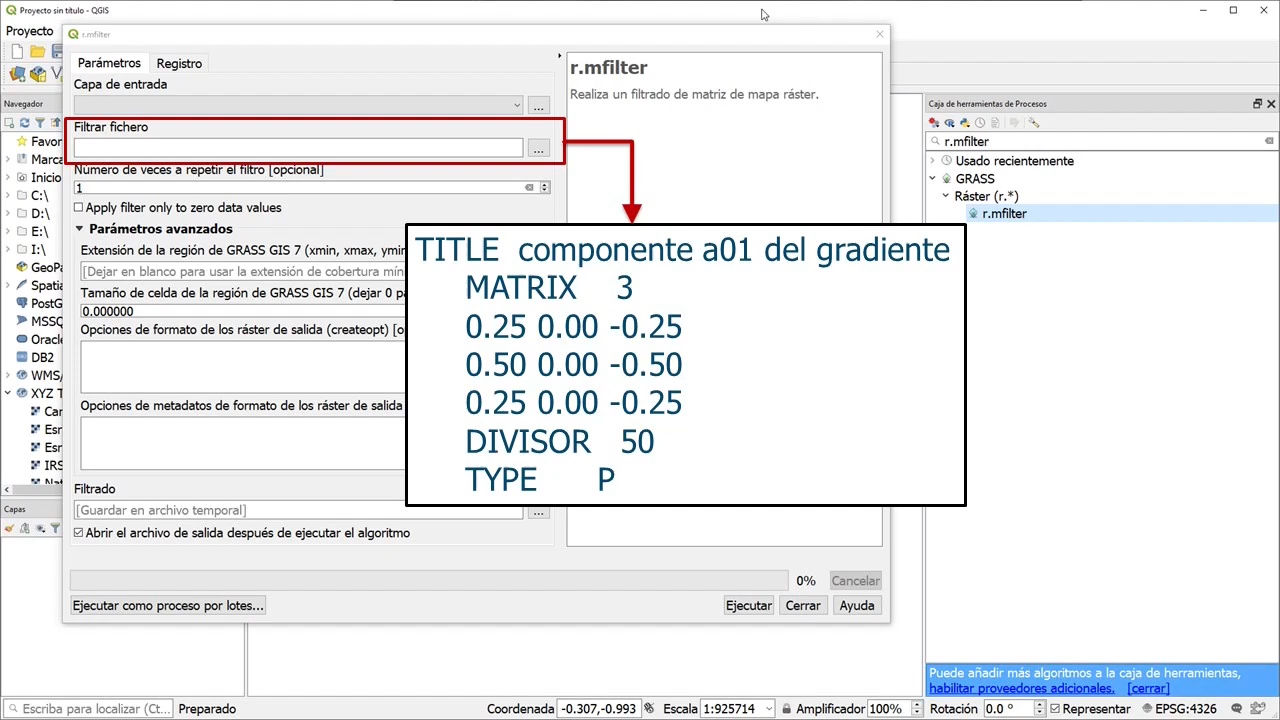 Proyecto sin título - QGIS
Proyecto
r.mfilter
Parámetros
Registro
Capa de entrada
...
Filtrar fichero
...
Número de veces a repetir el filtro [opcional]
1
Apply filter only to zero data values
Parámetros avanzados
Extensión de la región de GRASS GIS 7 (xmin, xmax, ymin
[Dejar en blanco para usar la extensión de cobertura mín
Tamaño de celda de la región de GRASS GIS 7 (dejar 0 p
0.000000
Opciones de formato de los ráster de salida (createopt) [o
Opciones de metadatos de formato de los ráster de salida
Filtrado
[Guardar en archivo temporal]
...
Abrir el archivo de salida después de ejecutar el algoritmo
0%
Cancelar
Ejecutar como proceso por lotes...
Ejecutar
Cerrar
Ayuda
r.mfilter
Realiza un filtrado de matriz de mapa ráster.
TITLE componente a01 del gradiente
MATRIX 3
0.25 0.00 -0.25
0.50 0.00 -0.50
0.25 0.00 -0.25
DIVISOR 50
TYPE P
Navegador
Favor
Marca
Inicio
C:\
D:\
E:\
I:\
GeoPa
Spatia
PostG
MSSQ
Oracle
DB2
WMS/
XYZ T
Car
Esr
Esr
IRS
Capas
Caja de herramientas de Procesos
r.mfilter
Usado recientemente
GRASS
Ráster (r.*)
r.mfilter
Puede añadir más algoritmos a la caja de herramientas,
habilitar proveedores adicionales. [cerrar]
Escriba para localizar (Ct...
Preparado
Coordenada -0.307,-0.993
Escala 1:925714
Amplificador 100%
Rotación 0.0 °
Representar
EPSG:4326